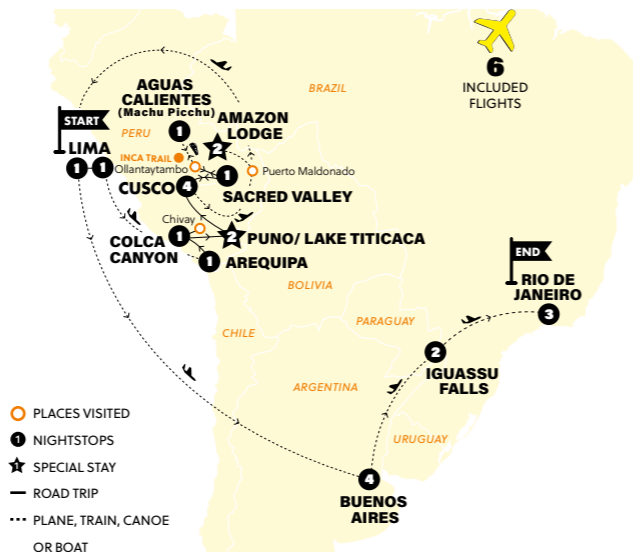 6
INCLUDED
FLIGHTS
BRAZIL
AGUAS
CALIENTES
(Machu Picchu)
1
AMAZON
LODGE
2
START
PERU
LIMA
1 1
INCA TRAIL
Ollantaytambo
Puerto Maldonado
1
SACRED VALLEY
CUSCO
4
Chivay
COLCA
CANYON
1
2
PUNO/ LAKE TITICACA
1
AREQUIPA
END
RIO DE
JANEIRO
3
BOLIVIA
PARAGUAY
CHILE
2
IGUASSU
FALLS
ARGENTINA
URUGUAY
4
BUENOS
AIRES
PLACES VISITED
1 NIGHTSTOPS
1 SPECIAL STAY
ROAD TRIP
PLANE, TRAIN, CANOE
OR BOAT